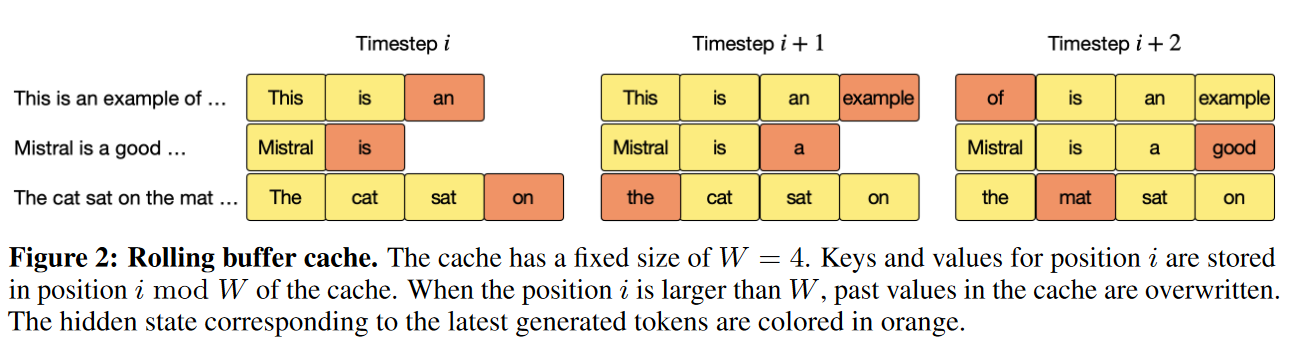 Timestep i Timestep i + 1 Timestep i + 2
This is an example of ... This is an This is an example of is an example
Mistral is a good ... Mistral is Mistral is a Mistral is a good
The cat sat on the mat ... The cat sat on the cat sat on the mat sat on
Figure 2: Rolling buffer cache. The cache has a fixed size of W = 4. Keys and values for position i are stored
in position i mod W of the cache. When the position i is larger than W, past values in the cache are overwritten.
The hidden state corresponding to the latest generated tokens are colored in orange.